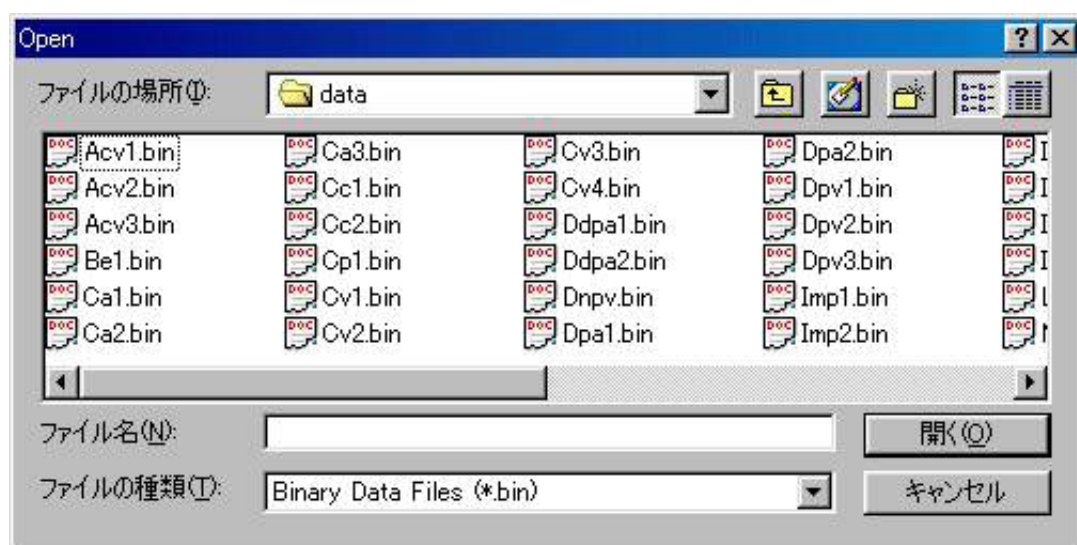 Open
ファイルの場所(I): data
Acv1.bin Ca3.bin Cv3.bin Dpa2.bin I
Acv2.bin Cc1.bin Cv4.bin Dpv1.bin I
Acv3.bin Cc2.bin Ddpa1.bin Dpv2.bin I
Be1.bin Cp1.bin Ddpa2.bin Dpv3.bin I
Ca1.bin Cv1.bin Dnpv.bin Imp1.bin
Ca2.bin Cv2.bin Dpa1.bin Imp2.bin
ファイル名(N): 開く(O)
ファイルの種類(T): Binary Data Files (*.bin) キャンセル